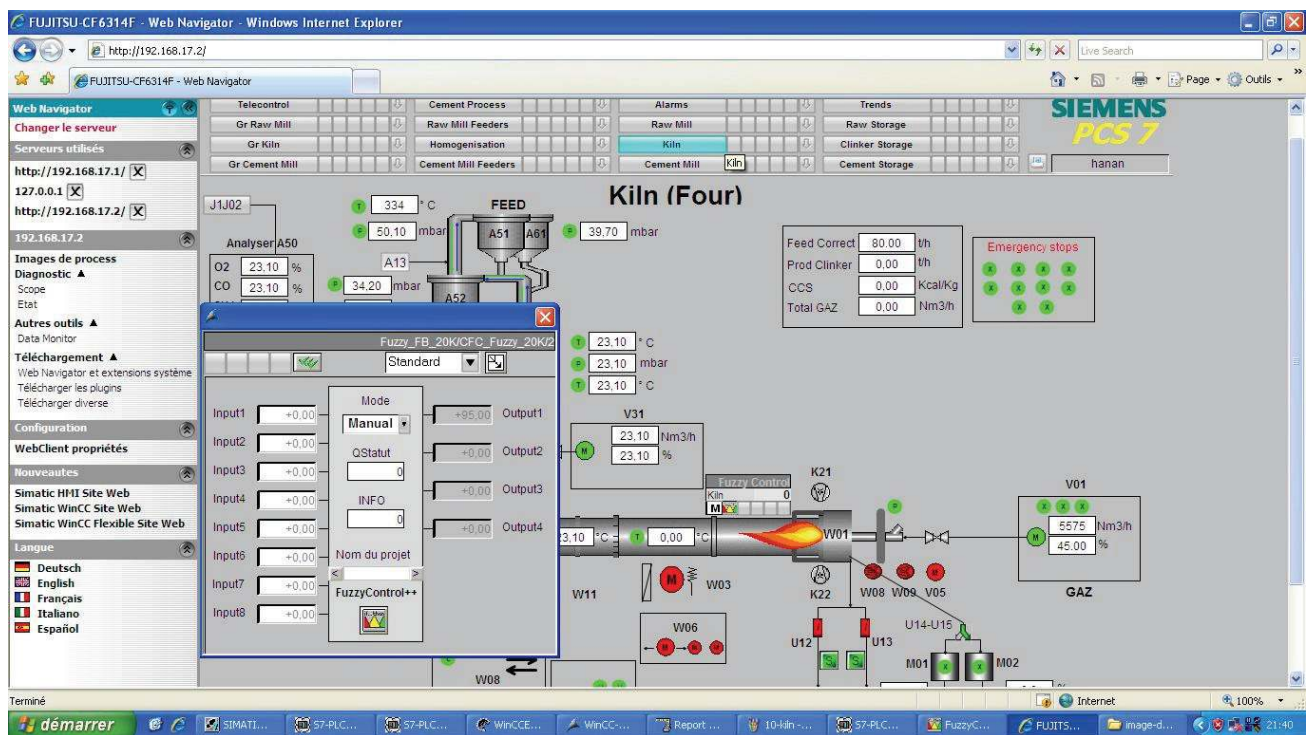 FUJITSU-CF6314F - Web Navigator - Windows Internet Explorer
http://192.168.17.2/
Live Search
FUJITSU-CF6314F - Web Navigator
Page
Outils
Web Navigator
Changer le serveur
Serveurs utilisés
http://192.168.17.1/ X
127.0.0.1 X
http://192.168.17.2/ X
192.168.17.2
Images de process
Diagnostic ▲
Scope
Etat
Autres outils ▲
Data Monitor
Téléchargement ▲
Web Navigator et extensions système
Télécharger les plugins
Télécharger diverse
Configuration
WebClient propriétés
Nouveautes
Simatic HMI Site Web
Simatic WinCC Site Web
Simatic WinCC Flexible Site Web
Langue
Deutsch
English
Français
Italiano
Español
Telecontrol Cement Process Alarms Trends
Gr Raw Mill Raw Mill Feeders Raw Mill Raw Storage
Gr Kiln Homogenisation Kiln Clinker Storage
Gr Cement Mill Cement Mill Feeders Cement Mill Kiln Cement Storage
SIEMENS
PCS 7
hanan
Kiln (Four)
J1J02
T 334 °C
FEED
P 50,10 mbar
A51 A61
P 39,70 mbar
Analyser A50
O2 23,10 %
A13
CO 23,10 %
P 34,20 mbar
A52
Feed Correct 80.00 t/h
Prod Clinker 0,00 t/h
CCS 0.00 Kcal/Kg
Total GAZ 0.00 Nm3/h
Emergency stops
X X X X
X X X X
X X
Fuzzy_FB_20K/CFC_Fuzzy_20K/2
Standard
Input1 +0,00
Input2 +0,00
Input3 +0,00
Input4 +0,00
Input5 +0,00
Input6 +0,00
Input7 +0,00
Input8 +0,00
Mode
Manual
QStatut
0
INFO
0
Nom du projet
FuzzyControl++
+95,00 Output1
+0,00 Output2
+0,00 Output3
+0,00 Output4
T 23,10 °C
P 23,10 mbar
T 23,10 °C
V31
M
23,10 Nm3/h
23,10 %
Fuzzy Control
Kiln 0
M
K21
P
W01
T 0,00 °C
V01
X X X
M
5575 Nm3/h
45.00 %
GAZ
W11
M
W03
K22
W08 W09 V05
M
W06
M M M
U12
U13
U14-U15
M01 X X M02
W08
Terminé
Internet
100%
démarrer
SIMATI...
S7-PLC...
S7-PLC...
WinCCE...
WinCC-...
Report ...
10-kiln -...
S7-PLC...
FuzzyC...
FUJITS...
image-d...
21:40